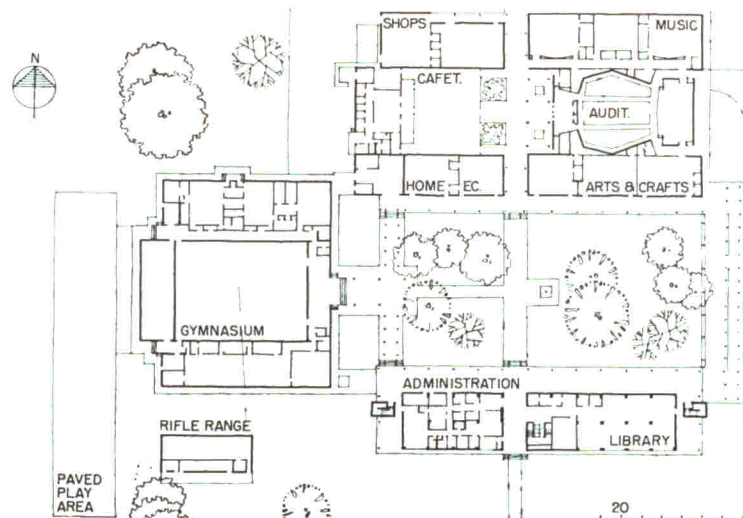 SHOPS
MUSIC
N
CAFET.
AUDIT.
HOME EC.
ARTS & CRAFTS
GYMNASIUM
ADMINISTRATION
RIFLE RANGE
LIBRARY
PAVED
PLAY
AREA
20